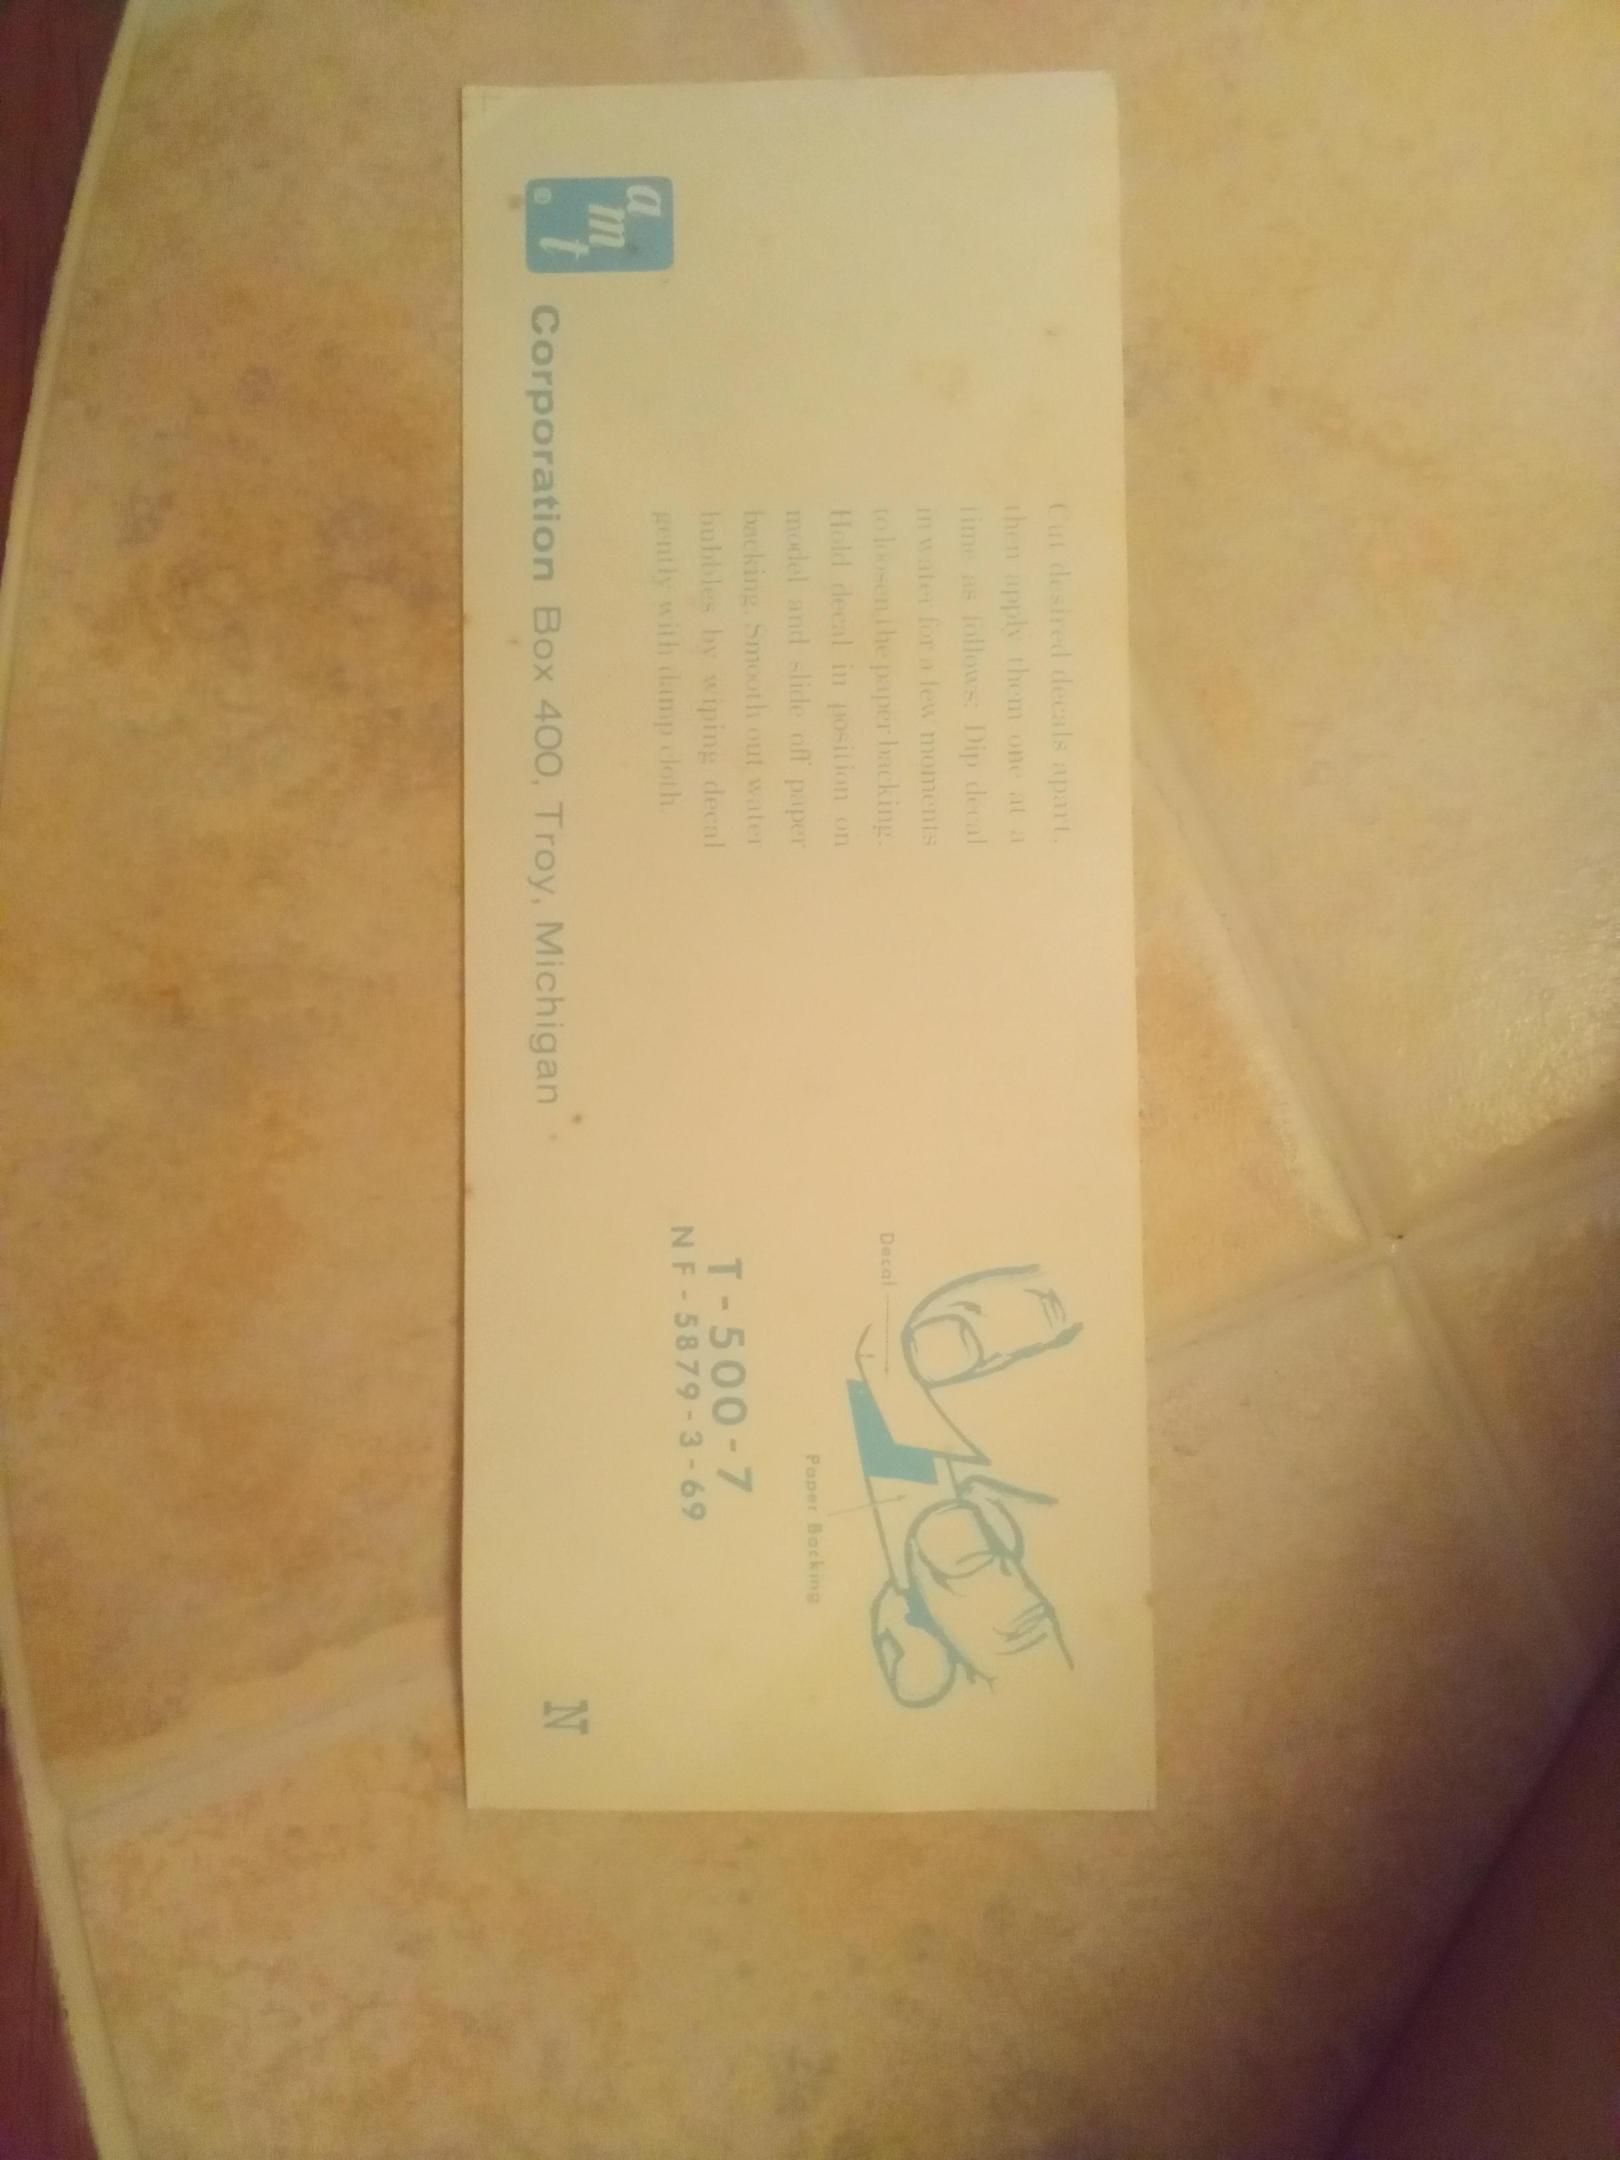 Cut desired decals apart,
then apply them one at a
time as follows: Dip decal
in water for a few moments
to loosen the paper backing.
Hold decal in position on
model and slide off paper
backing. Smooth out water
bubbles by wiping decal
gently with damp cloth.
Decal
Paper Backing
T-500-7
NF-5879-3-69
amt ®
Corporation Box 400, Troy, Michigan
N